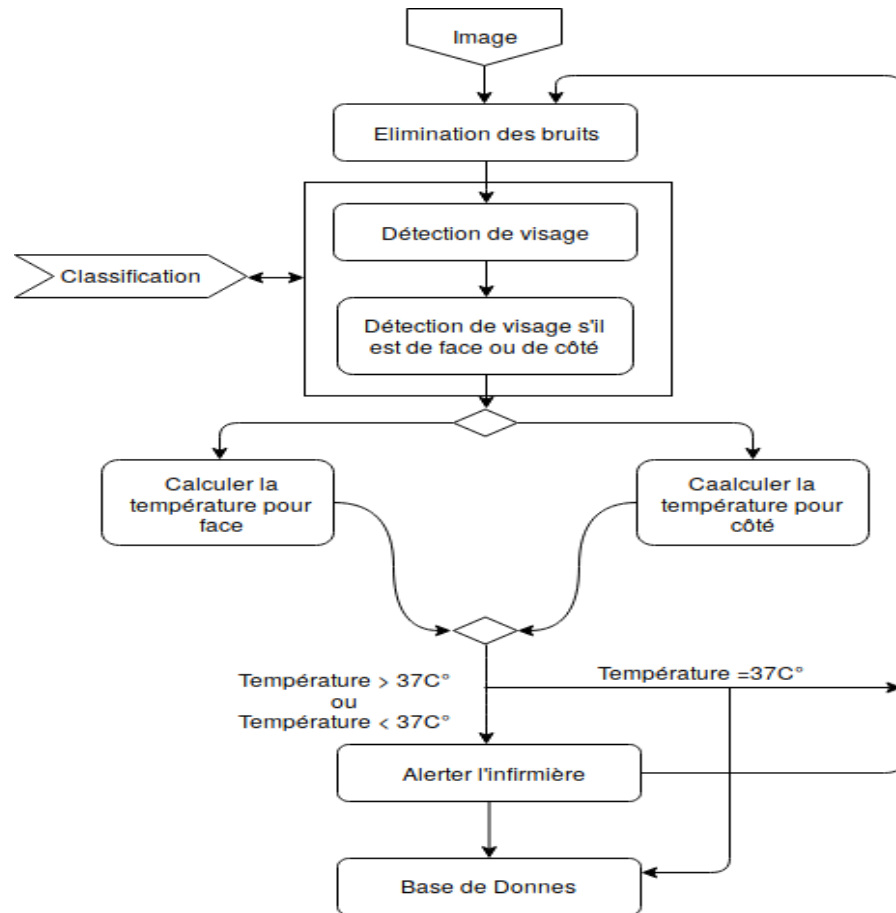 Image
Elimination des bruits
Détection de visage
Classification
Détection de visage s'il
est de face ou de côté
Calculer la
température pour
face
Caalculer la
température pour
côté
Température > 37C°
ou
Température < 37C°
Température =37C°
Alerter l'infirmière
Base de Donnes